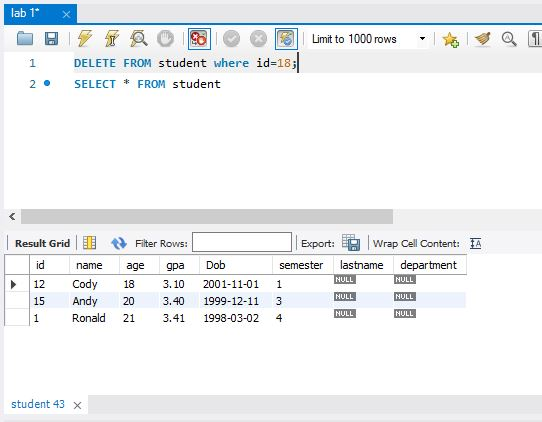 lab 1*
Limit to 1000 rows
1 DELETE FROM student where id=18;
2 SELECT * FROM student
Result Grid Filter Rows: Export: Wrap Cell Content:
id name age gpa Dob semester lastname department
12 Cody 18 3.10 2001-11-01 1 NULL NULL
15 Andy 20 3.40 1999-12-11 3 NULL NULL
1 Ronald 21 3.41 1998-03-02 4 NULL NULL
student 43